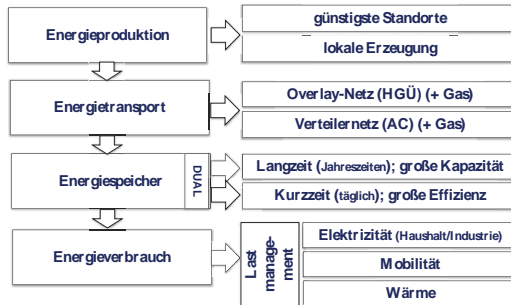 Energieproduktion
günstigste Standorte
lokale Erzeugung
Energietransport
Overlay-Netz (HGÜ) (+ Gas)
Verteilernetz (AC) (+ Gas)
Energiespeicher
DUAL
Langzeit (Jahreszeiten); große Kapazität
Kurzzeit (täglich); große Effizienz
Energieverbrauch
Last
manage-
ment
Elektrizität (Haushalt/Industrie)
Mobilität
Wärme